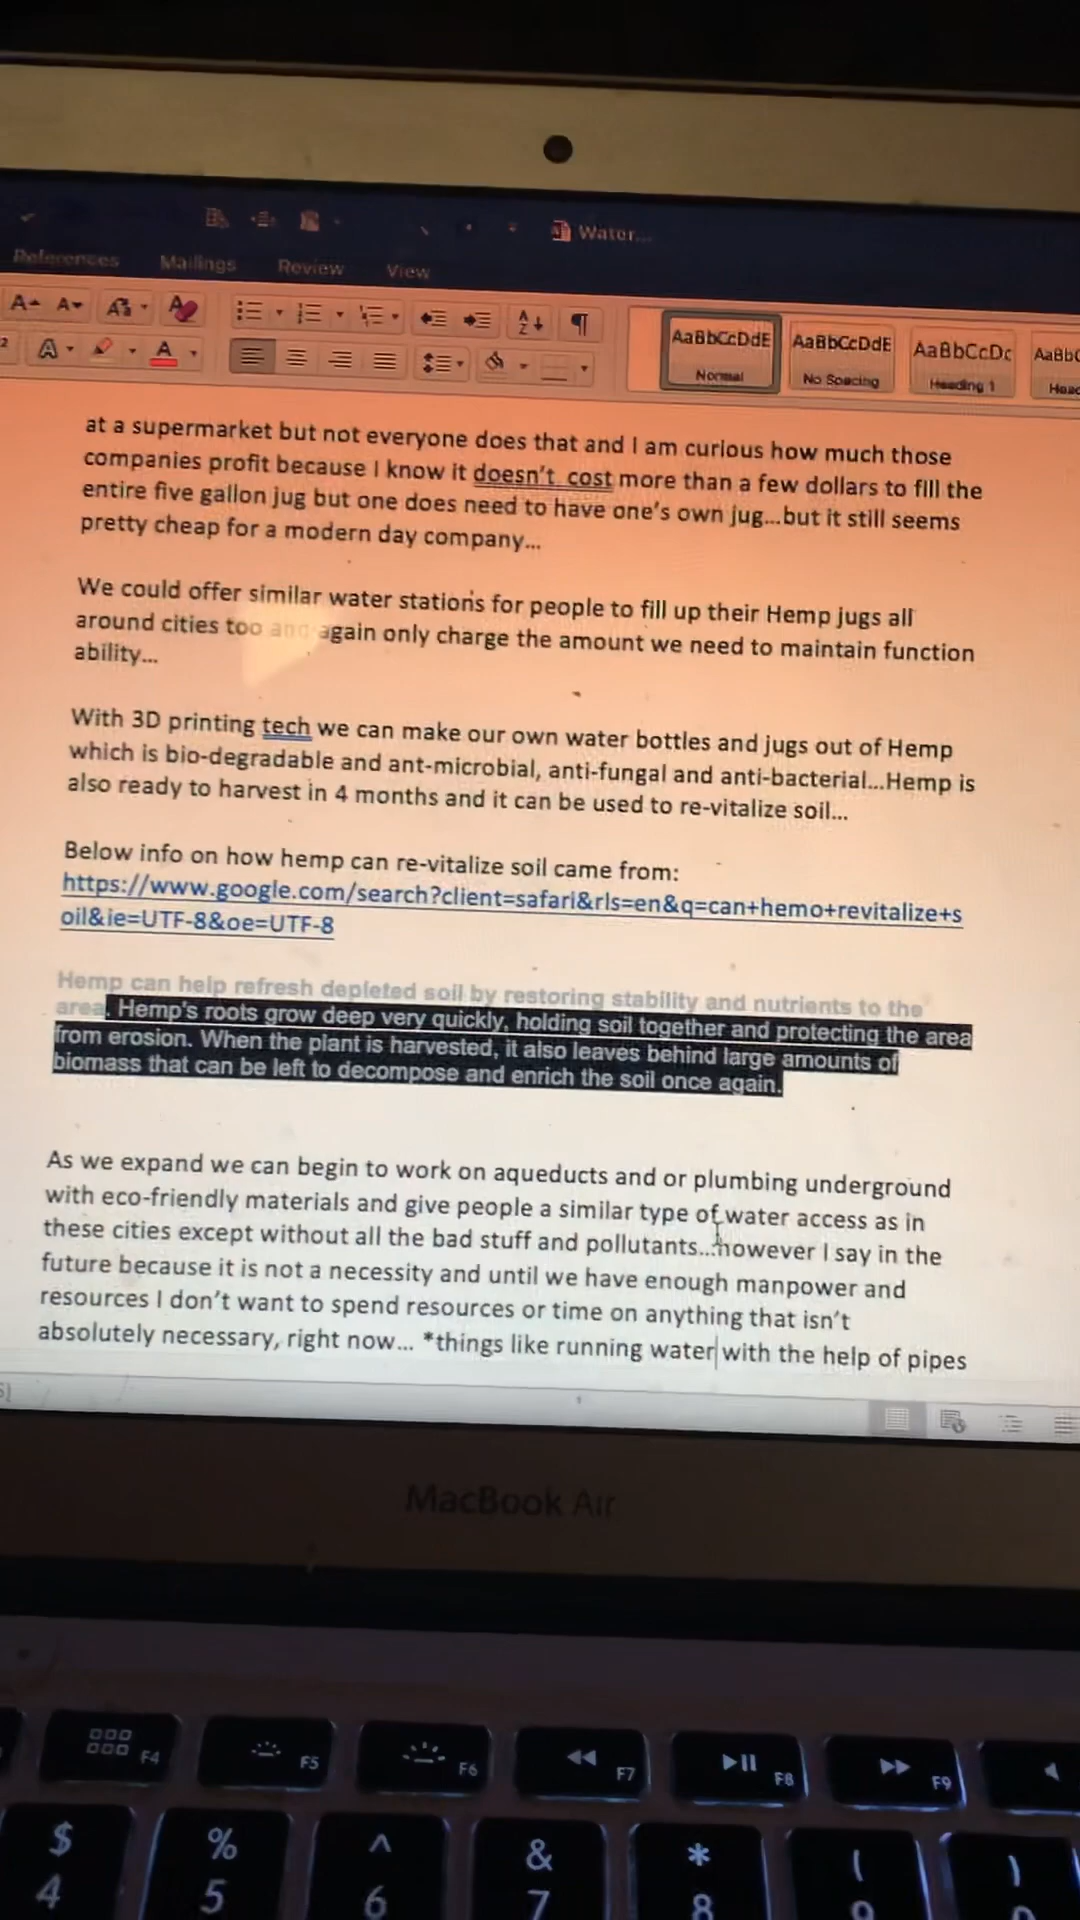 Water...
References Mailings Review View
AaBbCcDdE AaBbCcDdE AaBbCcDc
Normal No Spacing Heading 1
at a supermarket but not everyone does that and I am curious how much those
companies profit because I know it doesn't cost more than a few dollars to fill the
entire five gallon jug but one does need to have one's own jug...but it still seems
pretty cheap for a modern day company...
We could offer similar water stations for people to fill up their Hemp jugs all
around cities too and again only charge the amount we need to maintain function
ability...
With 3D printing tech we can make our own water bottles and jugs out of Hemp
which is bio-degradable and ant-microbial, anti-fungal and anti-bacterial...Hemp is
also ready to harvest in 4 months and it can be used to re-vitalize soil...
Below info on how hemp can re-vitalize soil came from:
https://www.google.com/search?client=safari&rls=en&q=can+hemo+revitalize+s
oil&ie=UTF-8&oe=UTF-8
Hemp can help refresh depleted soil by restoring stability and nutrients to the
area. Hemp's roots grow deep very quickly, holding soil together and protecting the area
from erosion. When the plant is harvested, it also leaves behind large amounts of
biomass that can be left to decompose and enrich the soil once again.
As we expand we can begin to work on aqueducts and or plumbing underground
with eco-friendly materials and give people a similar type of water access as in
these cities except without all the bad stuff and pollutants...however I say in the
future because it is not a necessity and until we have enough manpower and
resources I don't want to spend resources or time on anything that isn't
absolutely necessary, right now... *things like running water with the help of pipes
MacBook Air
F4 F5 F6 F7 F8 F9
$ % ^ & * ( )
4 5 6 7 8 9